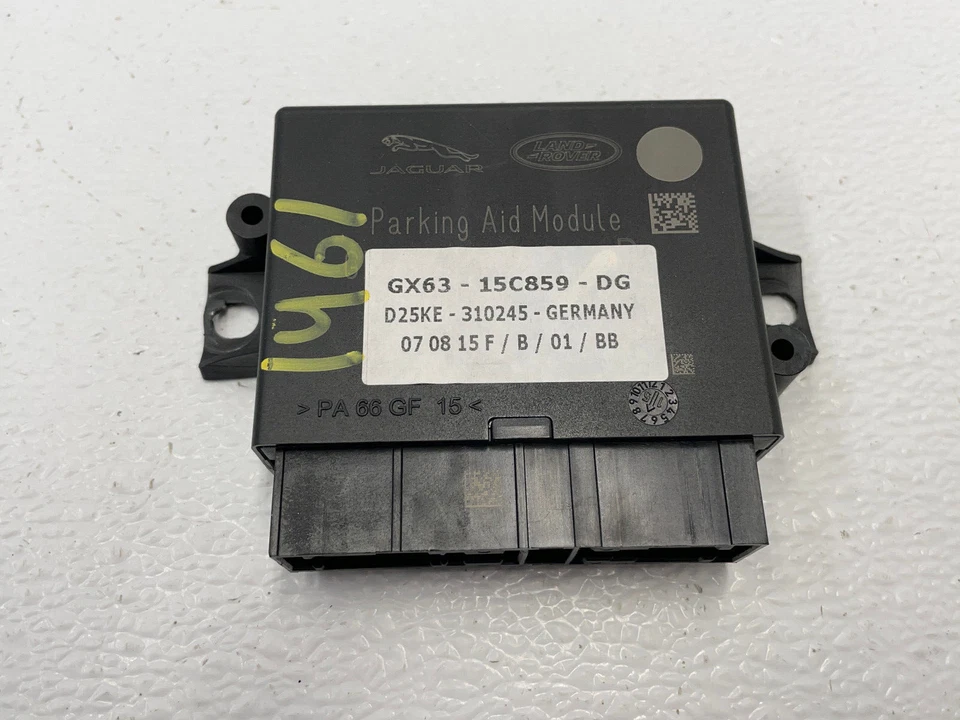 JAGUAR
LAND
ROVER
Parking Aid Module
1461
GX63 - 15C859 - DG
D25KE - 310245 - GERMANY
07 08 15 F / B / 01 / BB
> PA 66 GF 15 <